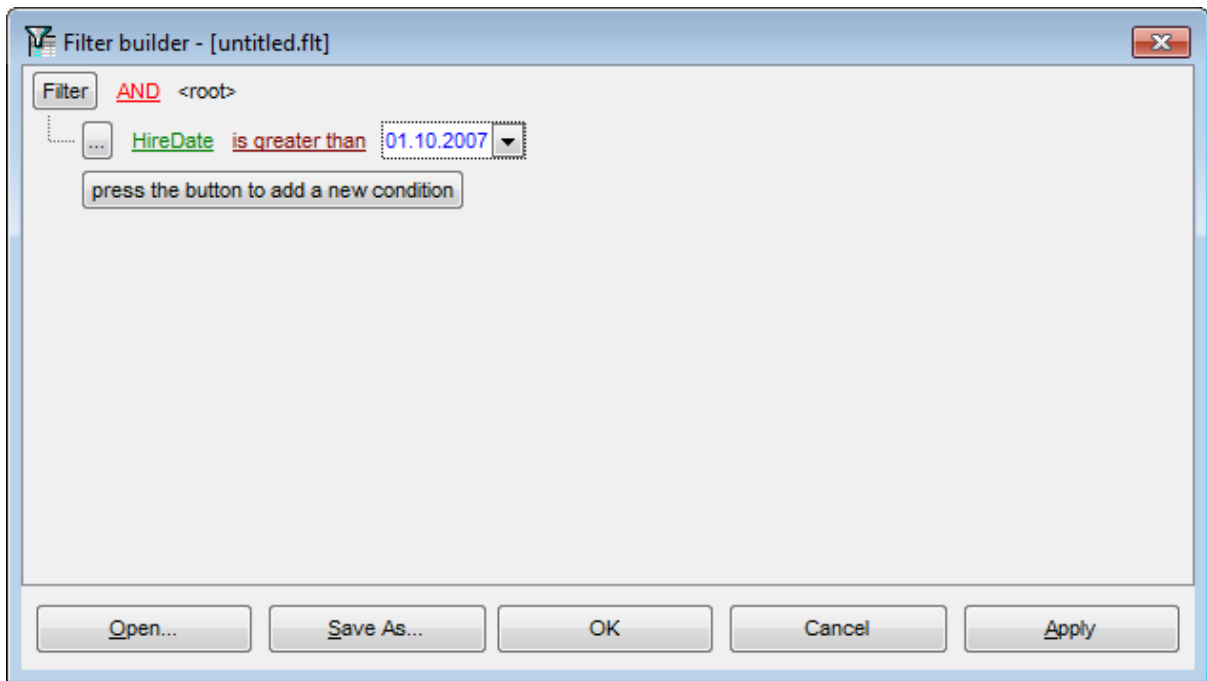 Filter builder - [untitled.flt]
Filter AND <root>
... HireDate is greater than 01.10.2007
press the button to add a new condition
Open... Save As... OK Cancel Apply